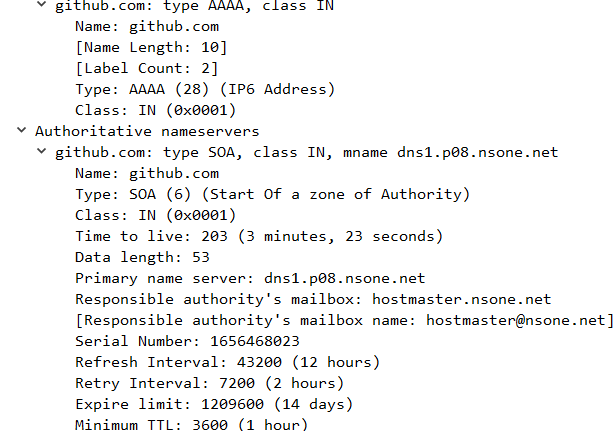 github.com: type AAAA, class IN
Name: github.com
[Name Length: 10]
[Label Count: 2]
Type: AAAA (28) (IP6 Address)
Class: IN (0x0001)
Authoritative nameservers
github.com: type SOA, class IN, mname dns1.p08.nsone.net
Name: github.com
Type: SOA (6) (Start Of a zone of Authority)
Class: IN (0x0001)
Time to live: 203 (3 minutes, 23 seconds)
Data length: 53
Primary name server: dns1.p08.nsone.net
Responsible authority's mailbox: hostmaster.nsone.net
[Responsible authority's mailbox name: hostmaster@nsone.net]
Serial Number: 1656468023
Refresh Interval: 43200 (12 hours)
Retry Interval: 7200 (2 hours)
Expire limit: 1209600 (14 days)
Minimum TTL: 3600 (1 hour)